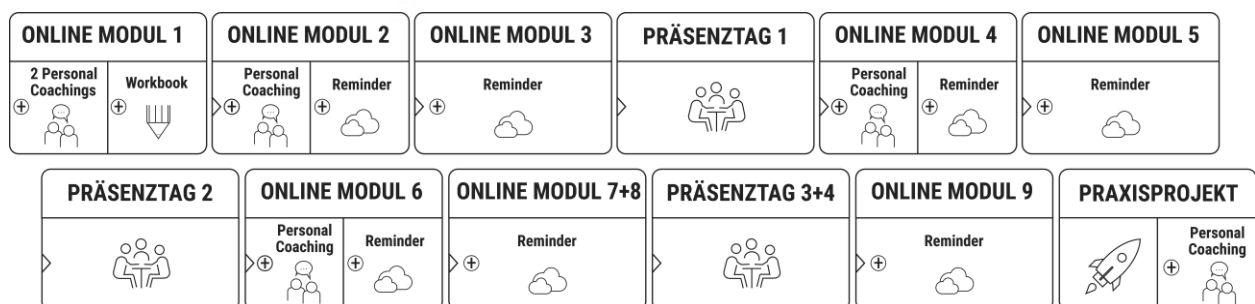 ONLINE MODUL 1
2 Personal
Coachings
Workbook
ONLINE MODUL 2
Personal
Coaching
Reminder
ONLINE MODUL 3
Reminder
PRÄSENZTAG 1
ONLINE MODUL 4
Personal
Coaching
Reminder
ONLINE MODUL 5
Reminder
PRÄSENZTAG 2
ONLINE MODUL 6
Personal
Coaching
Reminder
ONLINE MODUL 7+8
Reminder
PRÄSENZTAG 3+4
ONLINE MODUL 9
Reminder
PRAXISPROJEKT
Personal
Coaching